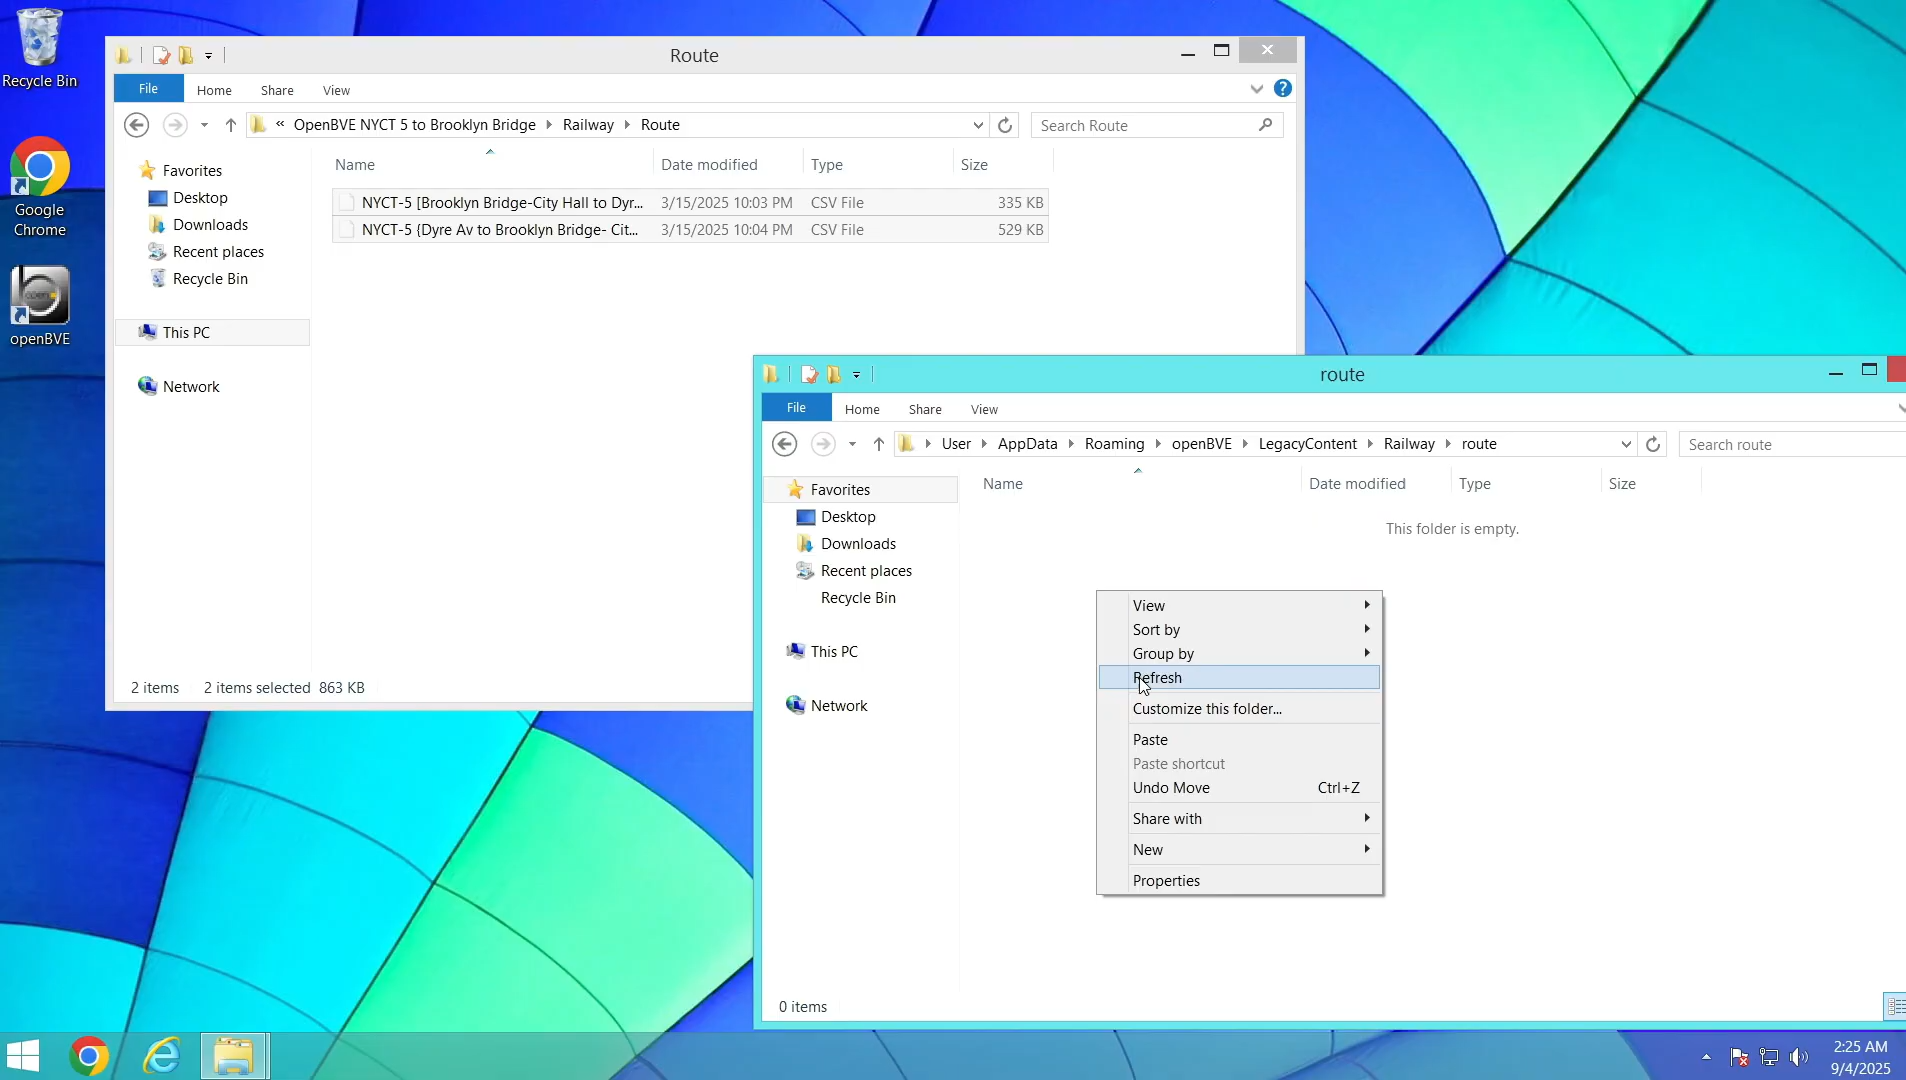 Recycle Bin
Google
Chrome
openBVE
Route
File
Home
Share
View
« OpenBVE NYCT 5 to Brooklyn Bridge
Railway
Route
Search Route
Favorites
Desktop
Downloads
Recent places
Recycle Bin
This PC
Network
Name
Date modified
Type
Size
NYCT-5 [Brooklyn Bridge-City Hall to Dyr... 3/15/2025 10:03 PM CSV File 335 KB
NYCT-5 {Dyre Av to Brooklyn Bridge- Cit... 3/15/2025 10:04 PM CSV File 529 KB
2 items 2 items selected 863 KB
route
File
Home
Share
View
User
AppData
Roaming
openBVE
LegacyContent
Railway
route
Search route
Favorites
Desktop
Downloads
Recent places
Recycle Bin
This PC
Network
Name
Date modified
Type
Size
This folder is empty.
View
Sort by
Group by
Refresh
Customize this folder...
Paste
Paste shortcut
Undo Move Ctrl+Z
Share with
New
Properties
0 items
2:25 AM
9/4/2025